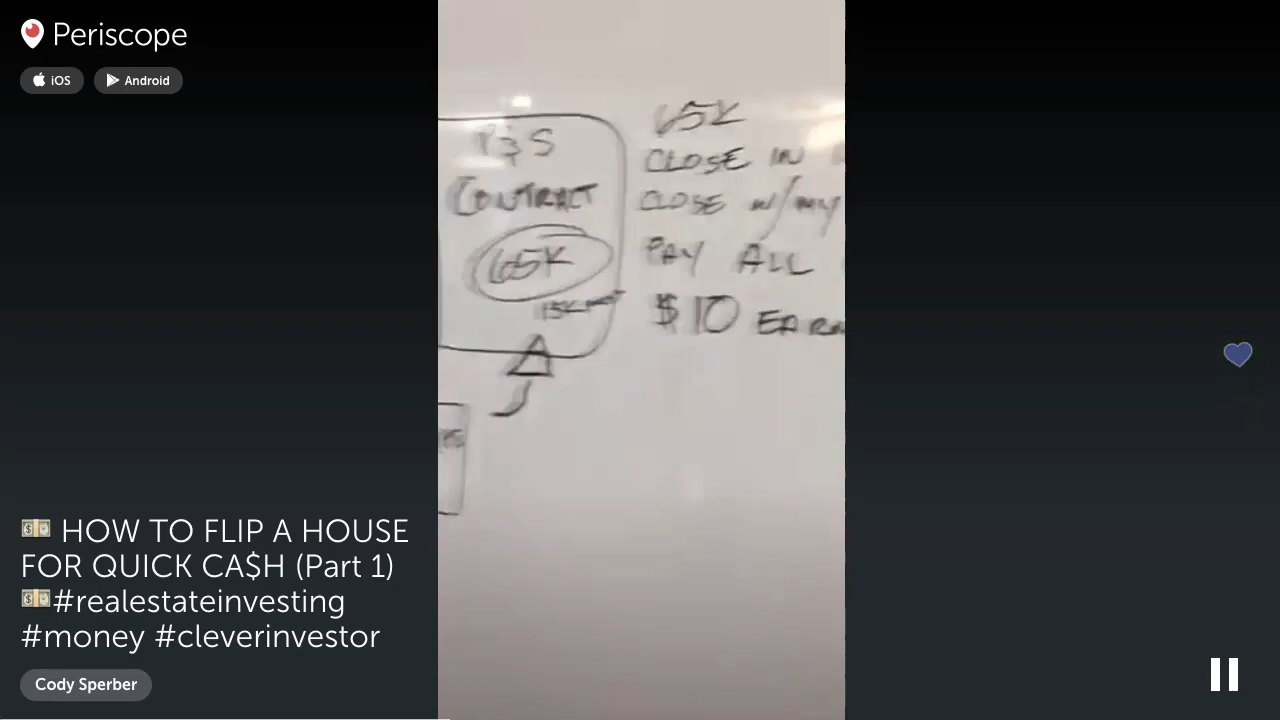 Periscope
iOS
Android
P&S
CONTRACT
65K
65K
CLOSE IN
CLOSE W/MY
PAY ALL
$10
HOW TO FLIP A HOUSE
FOR QUICK CA$H (Part 1)
#realestateinvesting
#money #cleverinvestor
Cody Sperber